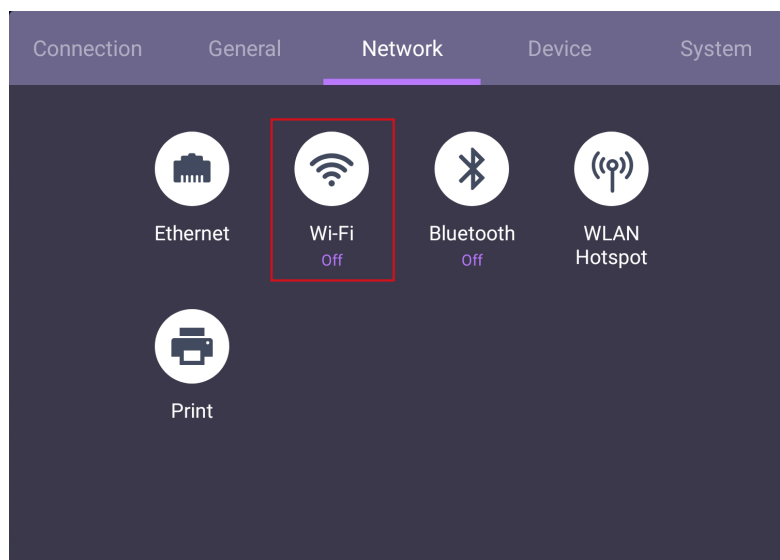 Connection General Network Device System
Ethernet Wi-Fi Bluetooth WLAN
Off Off Hotspot
Print